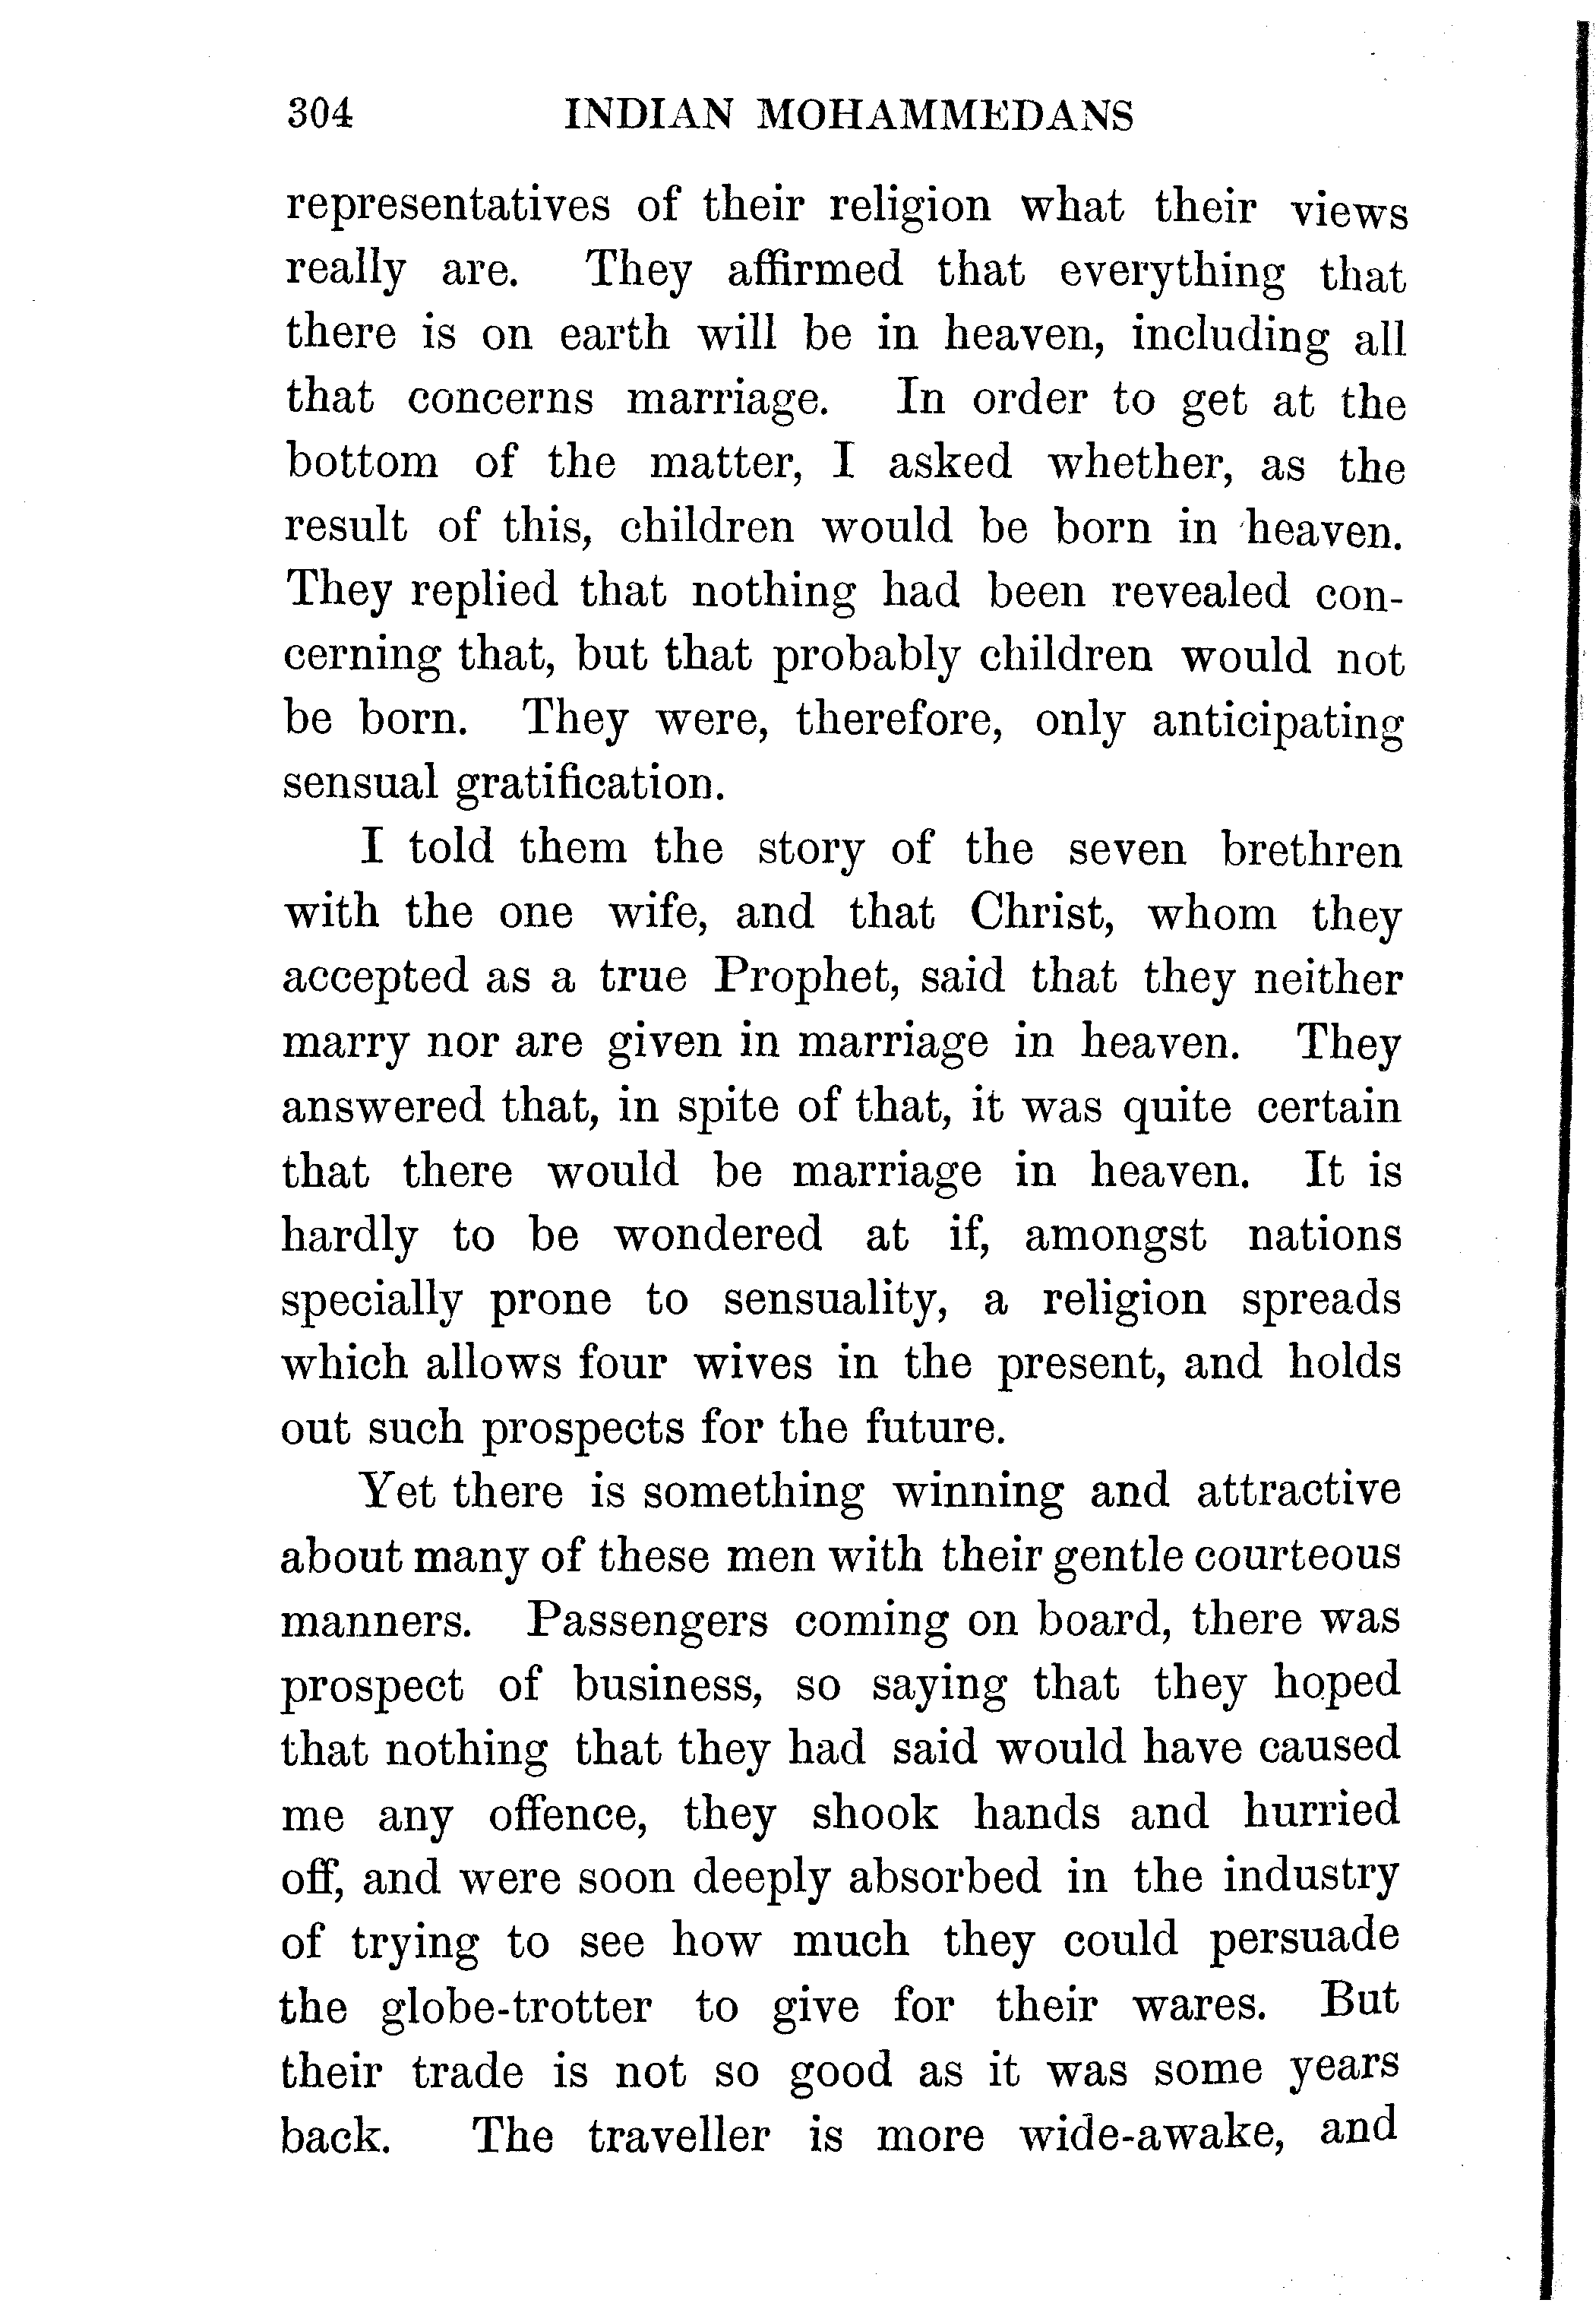 304 INDIAN MOHAMMEDANS
representatives of their religion what their views
really are. They affirmed that everything that
there is on earth will be in heaven, including all
that concerns marriage. In order to get at the
bottom of the matter, I asked whether, as the
result of this, children would be born in heaven.
They replied that nothing had been revealed con-
cerning that, but that probably children would not
be born. They were, therefore, only anticipating
sensual gratification.
I told them the story of the seven brethren
with the one wife, and that Christ, whom they
accepted as a true Prophet, said that they neither
marry nor are given in marriage in heaven. They
answered that, in spite of that, it was quite certain
that there would be marriage in heaven. It is
hardly to be wondered at if, amongst nations
specially prone to sensuality, a religion spreads
which allows four wives in the present, and holds
out such prospects for the future.
Yet there is something winning and attractive
about many of these men with their gentle courteous
manners. Passengers coming on board, there was
prospect of business, so saying that they hoped
that nothing that they had said would have caused
me any offence, they shook hands and hurried
off, and were soon deeply absorbed in the industry
of trying to see how much they could persuade
the globe-trotter to give for their wares. But
their trade is not so good as it was some years
back. The traveller is more wide-awake, and